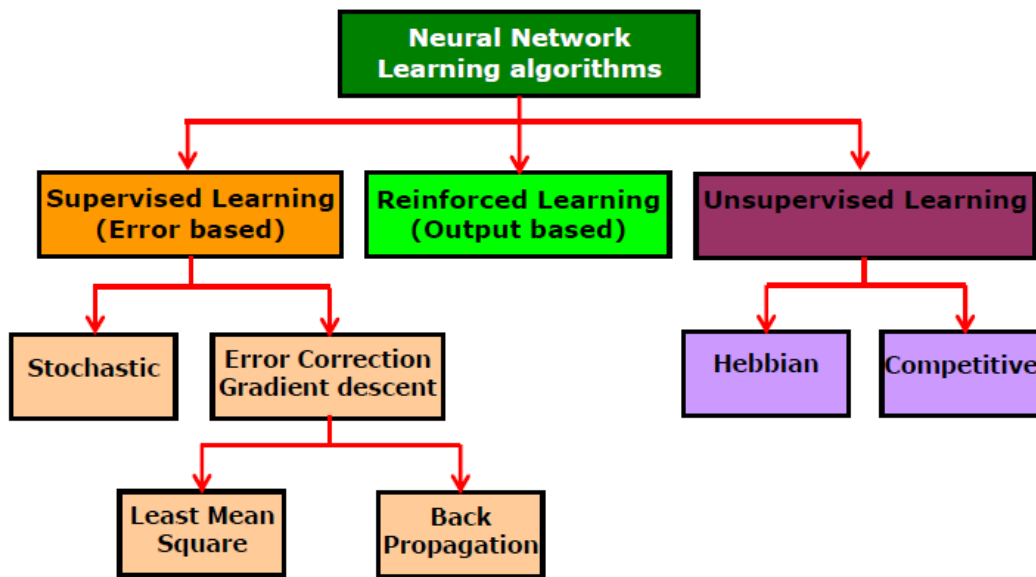 Neural Network
Learning algorithms
Supervised Learning
(Error based)
Reinforced Learning
(Output based)
Unsupervised Learning
Stochastic
Error Correction
Gradient descent
Hebbian
Competitive
Least Mean
Square
Back
Propagation